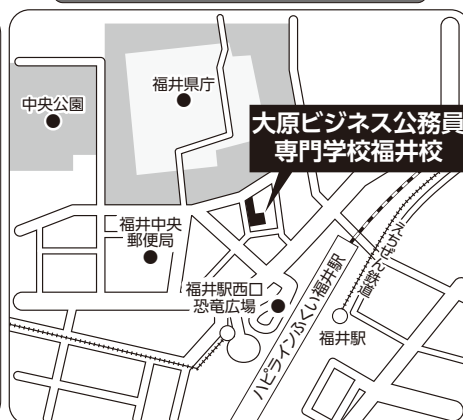 中央公園
福井県庁
大原ビジネス公務員
専門学校福井校
福井中央
郵便局
えちぜん鉄道
福井駅西口
恐竜広場
ハピラインふくい福井駅
福井駅